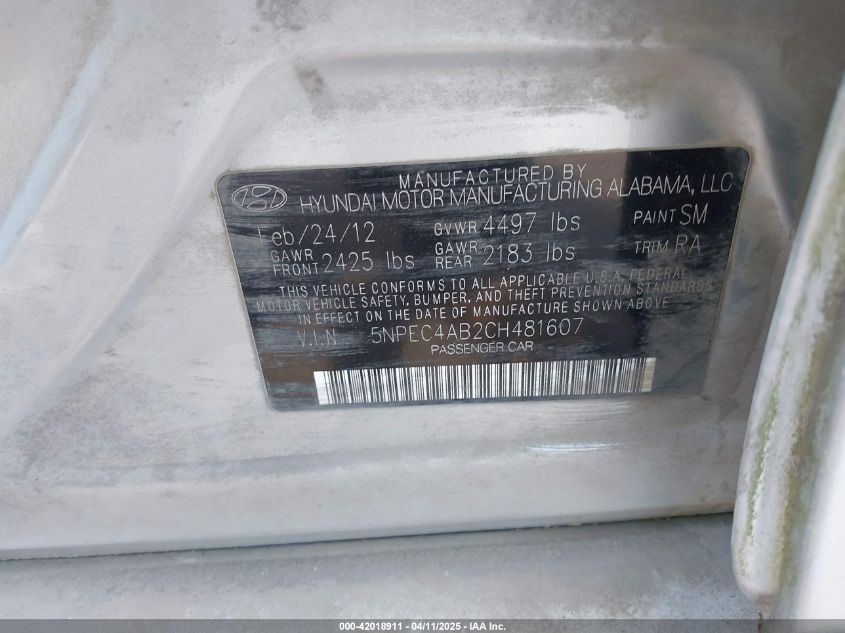 MANUFACTURED BY
HYUNDAI MOTOR MANUFACTURING ALABAMA, LLC
Feb/24/12 GVWR 4497 lbs PAINT SM
GAWR FRONT 2425 lbs GAWR REAR 2183 lbs TRIM RA
THIS VEHICLE CONFORMS TO ALL APPLICABLE U.S.A. FEDERAL
MOTOR VEHICLE SAFETY, BUMPER, AND THEFT PREVENTION STANDARDS
IN EFFECT ON THE DATE OF MANUFACTURE SHOWN ABOVE
V.I.N 5NPEC4AB2CH481607
PASSENGER CAR
000-42018911 - 04/11/2025 - IAA Inc.